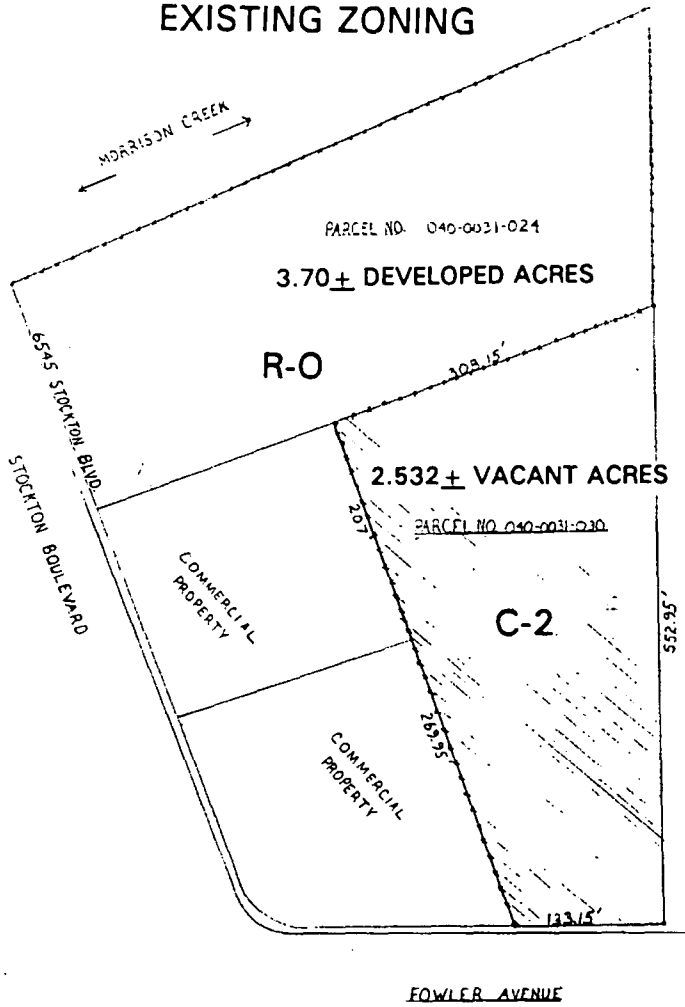 EXISTING ZONING
MORRISON CREEK
PARCEL NO. 040-0031-024
3.70± DEVELOPED ACRES
6545 STOCKTON BLVD.
R-O
309.15'
STOCKTON BOULEVARD
2.532± VACANT ACRES
207'
PARCEL NO. 040-0031-030
COMMERCIAL
PROPERTY
C-2
552.95'
269.95'
COMMERCIAL
PROPERTY
133.15'
FOWLER AVENUE